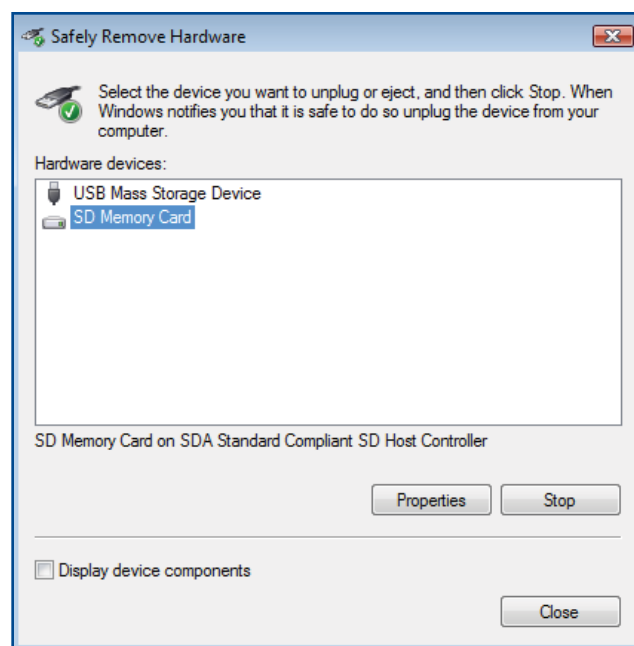 Safely Remove Hardware
Select the device you want to unplug or eject, and then click Stop. When
Windows notifies you that it is safe to do so unplug the device from your
computer.
Hardware devices:
USB Mass Storage Device
SD Memory Card
SD Memory Card on SDA Standard Compliant SD Host Controller
Properties
Stop
Display device components
Close